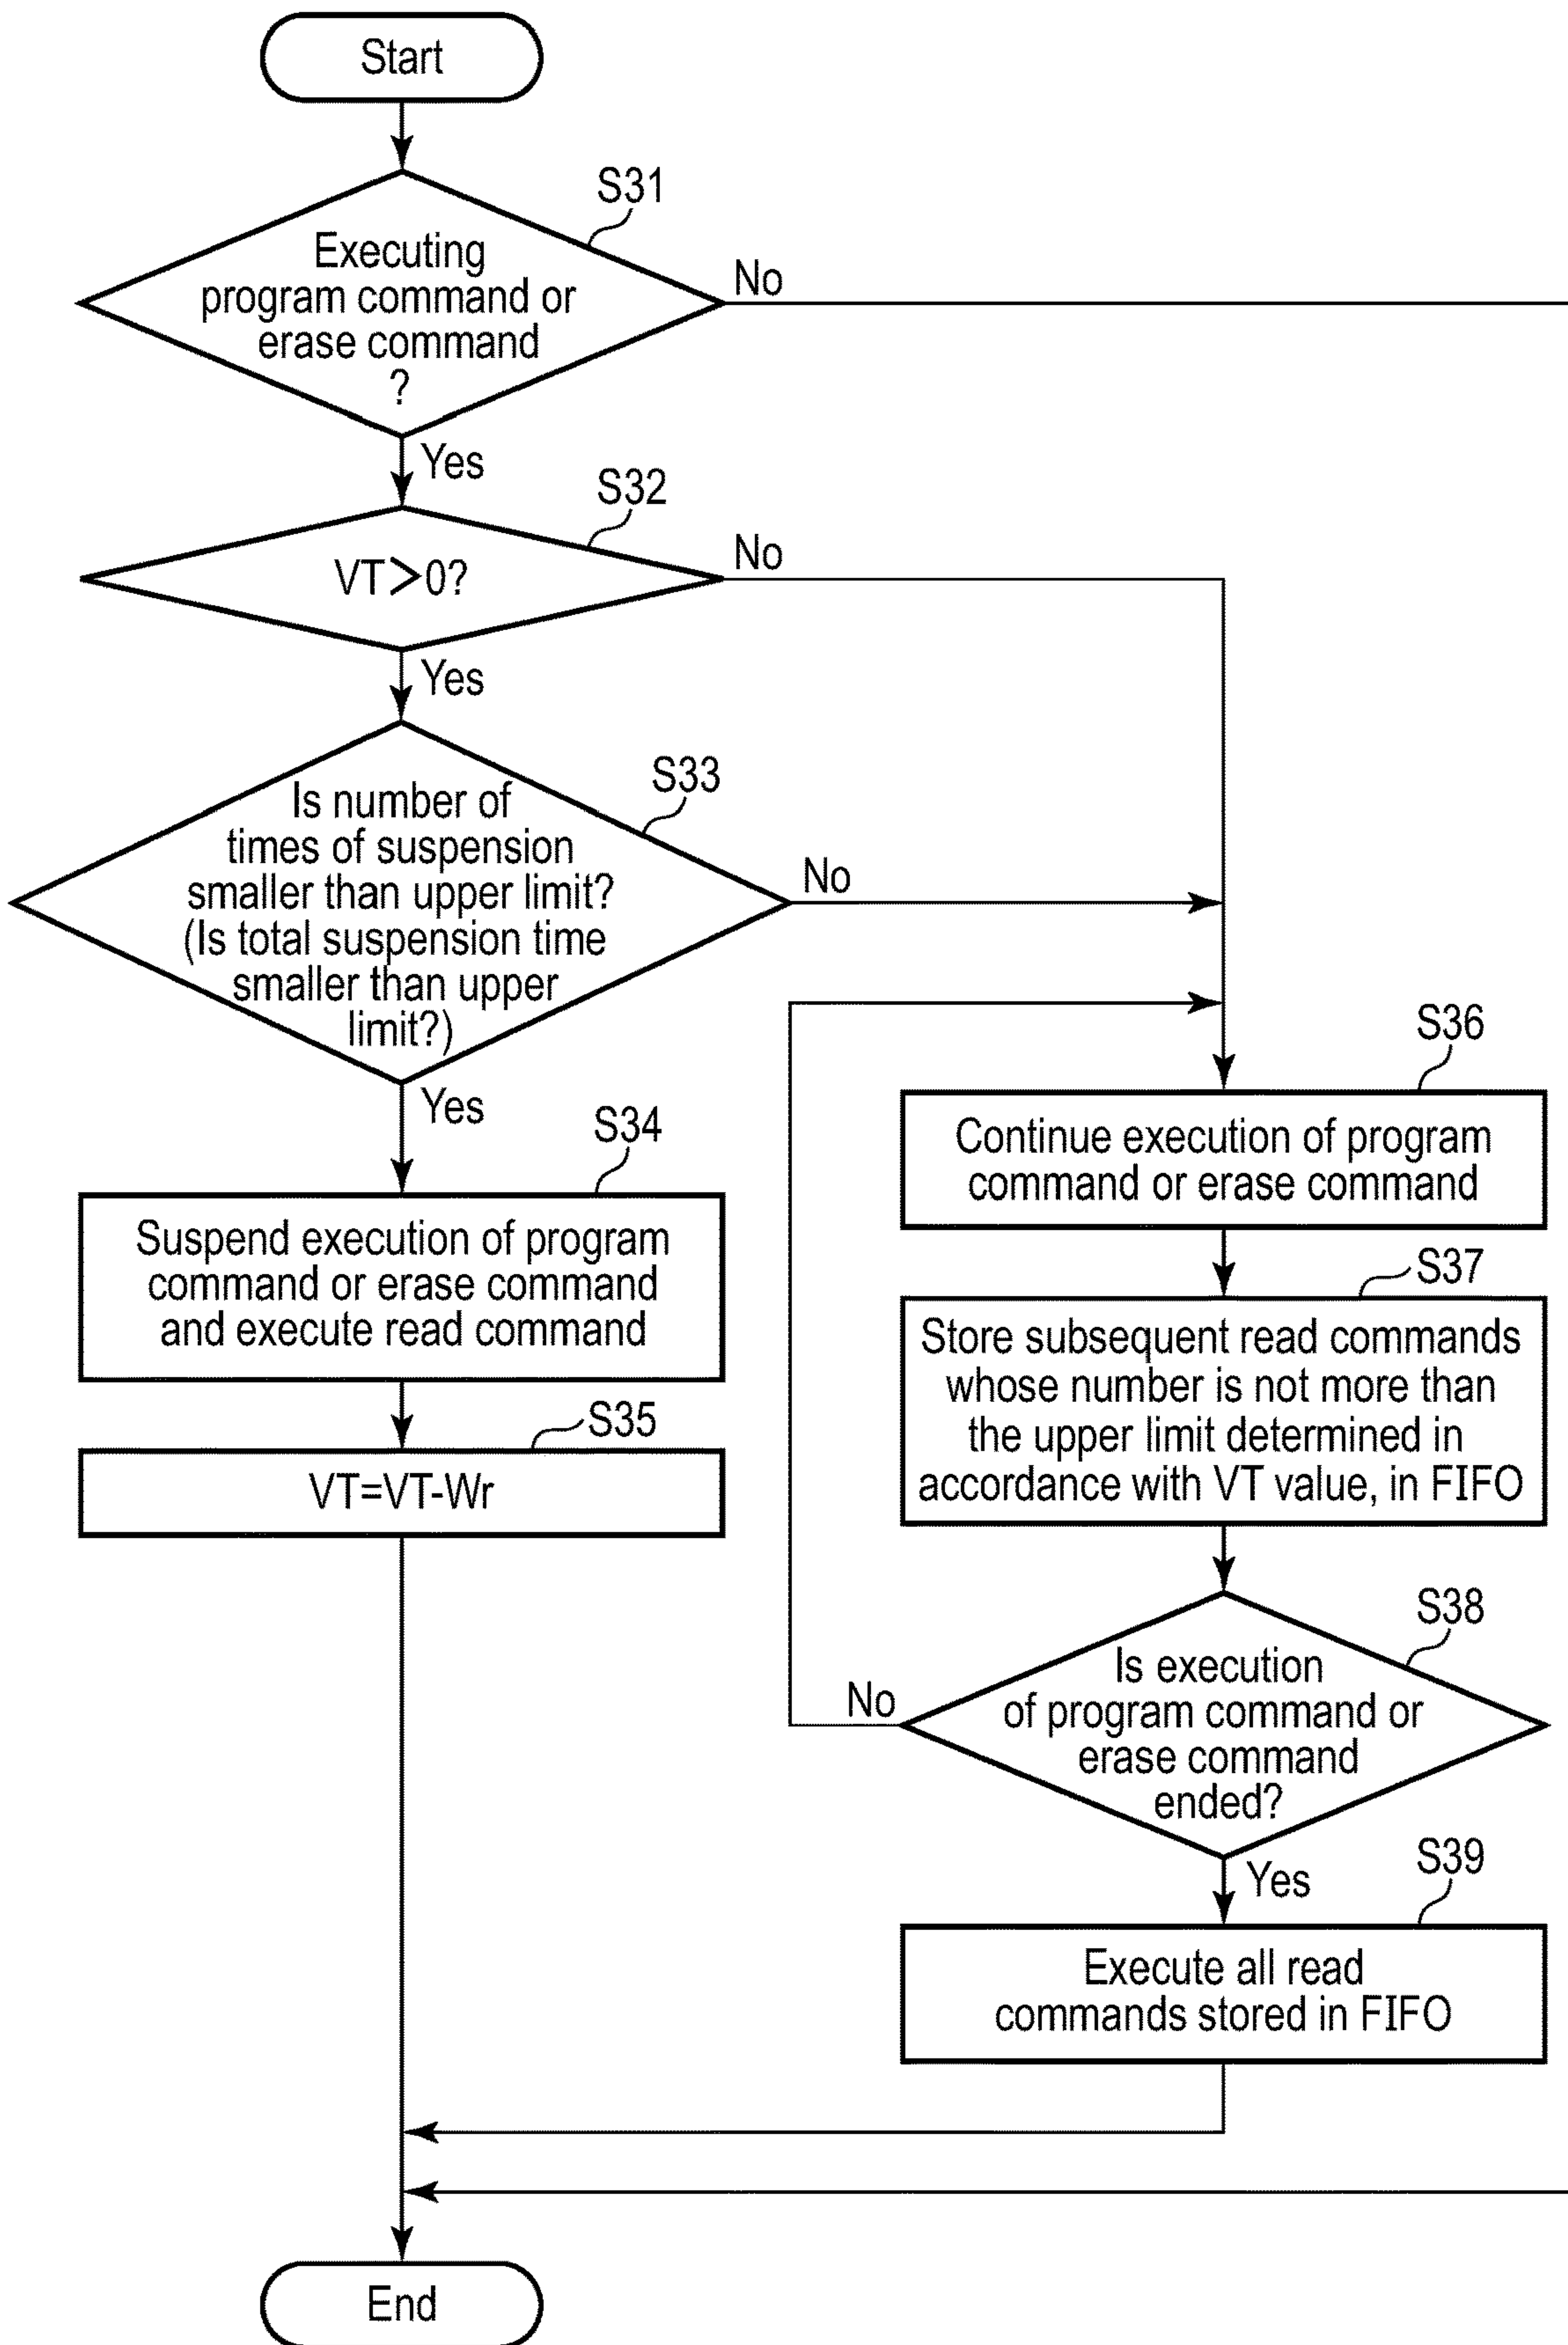 Start
S31
Executing
program command or
erase command
?
No
Yes
S32
VT>0?
No
Yes
S33
Is number of
times of suspension
smaller than upper limit?
(Is total suspension time
smaller than upper
limit?)
No
Yes
S34
Suspend execution of program
command or erase command
and execute read command
S35
VT=VT-Wr
S36
Continue execution of program
command or erase command
S37
Store subsequent read commands
whose number is not more than
the upper limit determined in
accordance with VT value, in FIFO
S38
Is execution
of program command or
erase command
ended?
No
Yes
S39
Execute all read
commands stored in FIFO
End